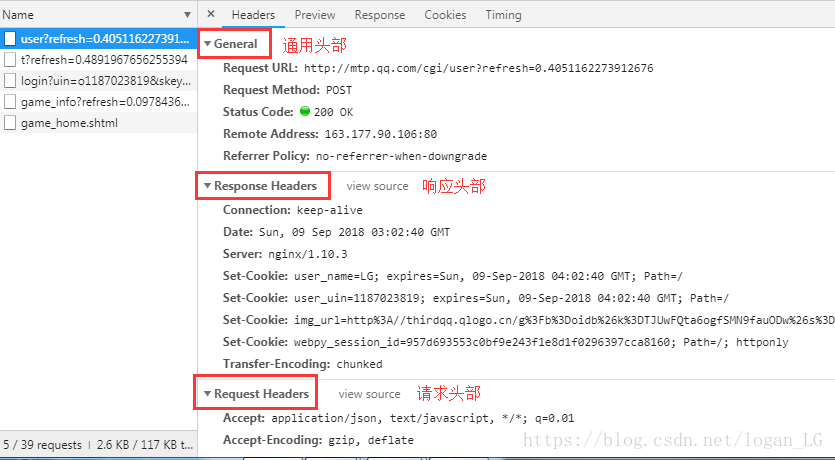 Name
× Headers Preview Response Cookies Timing
user?refresh=0.405116227391...
t?refresh=0.4891967656255394
login?uin=o1187023819&skey...
game_info?refresh=0.0978436...
game_home.shtml
General 通用头部
Request URL: http://mtp.qq.com/cgi/user?refresh=0.4051162273912676
Request Method: POST
Status Code: 200 OK
Remote Address: 163.177.90.106:80
Referrer Policy: no-referrer-when-downgrade
Response Headers view source 响应头部
Connection: keep-alive
Date: Sun, 09 Sep 2018 03:02:40 GMT
Server: nginx/1.10.3
Set-Cookie: user_name=LG; expires=Sun, 09-Sep-2018 04:02:40 GMT; Path=/
Set-Cookie: user_uin=1187023819; expires=Sun, 09-Sep-2018 04:02:40 GMT; Path=/
Set-Cookie: img_url=http%3A//thirdqq.qlogo.cn/g%3Fb%3Doidb%26k%3DTJUwFQta6ogfSMN9fauODw%26s%3D
Set-Cookie: webpy_session_id=957d693553c0bf9e243f1e8d1f0296397cca8160; Path=/; httponly
Transfer-Encoding: chunked
Request Headers view source 请求头部
Accept: application/json, text/javascript, */*; q=0.01
Accept-Encoding: gzip, deflate
5 / 39 requests | 2.6 KB / 117 KB t...
https://blog.csdn.net/logan_LG